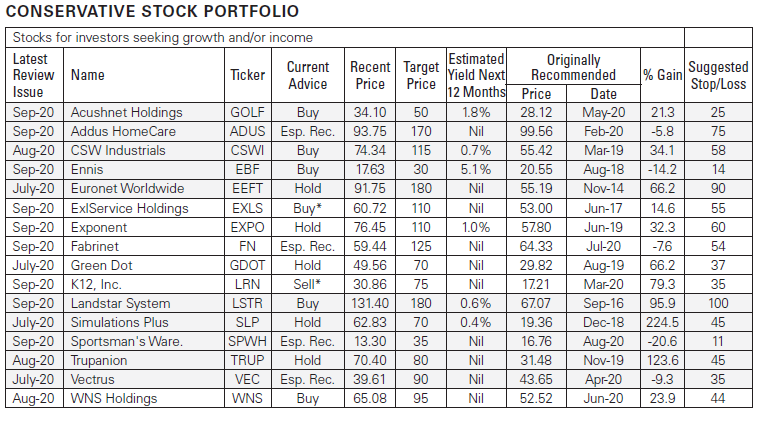 CONSERVATIVE STOCK PORTFOLIO
Stocks for investors seeking growth and/or income
Latest Review Issue Name Ticker Current Advice Recent Price Target Price Estimated Yield Next 12 Months Originally Recommended Price Date % Gain Suggested Stop/Loss
Sep-20 Acushnet Holdings GOLF Buy 34.10 50 1.8% 28.12 May-20 21.3 25
Sep-20 Addus HomeCare ADUS Esp. Rec. 93.75 170 Nil 99.56 Feb-20 -5.8 75
Aug-20 CSW Industrials CSWI Buy 74.34 115 0.7% 55.42 Mar-19 34.1 58
Sep-20 Ennis EBF Buy 17.63 30 5.1% 20.55 Aug-18 -14.2 14
July-20 Euronet Worldwide EEFT Hold 91.75 180 Nil 55.19 Nov-14 66.2 90
Sep-20 ExlService Holdings EXLS Buy* 60.72 110 Nil 53.00 Jun-17 14.6 55
Sep-20 Exponent EXPO Hold 76.45 110 1.0% 57.80 Jun-19 32.3 60
Sep-20 Fabrinet FN Esp. Rec. 59.44 125 Nil 64.33 Jul-20 -7.6 54
July-20 Green Dot GDOT Hold 49.56 70 Nil 29.82 Aug-19 66.2 37
Sep-20 K12, Inc. LRN Sell* 30.86 75 Nil 17.21 Mar-20 79.3 35
Sep-20 Landstar System LSTR Buy 131.40 180 0.6% 67.07 Sep-16 95.9 100
July-20 Simulations Plus SLP Hold 62.83 70 0.4% 19.36 Dec-18 224.5 45
Sep-20 Sportsman's Ware. SPWH Esp. Rec. 13.30 35 Nil 16.76 Aug-20 -20.6 11
Aug-20 Trupanion TRUP Hold 70.40 80 Nil 31.48 Nov-19 123.6 45
July-20 Vectrus VEC Esp. Rec. 39.61 90 Nil 43.65 Apr-20 -9.3 35
Aug-20 WNS Holdings WNS Buy 65.08 95 Nil 52.52 Jun-20 23.9 44